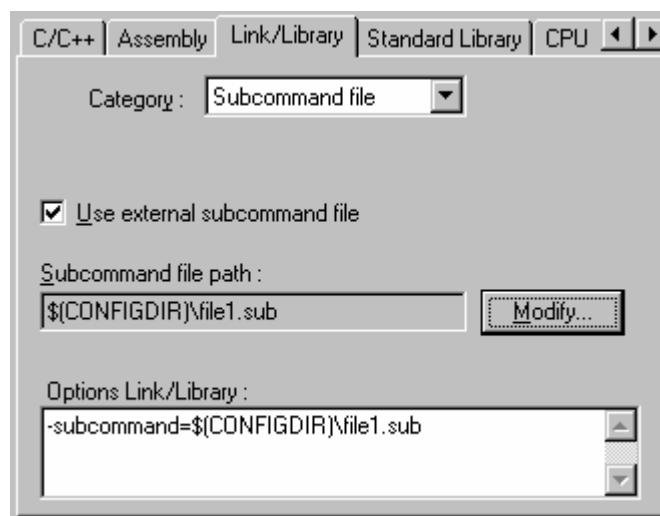 C/C++ Assembly Link/Library Standard Library CPU
Category : Subcommand file
Use external subcommand file
Subcommand file path :
$(CONFIGDIR)\file1.sub Modify...
Options Link/Library :
-subcommand=$(CONFIGDIR)\file1.sub